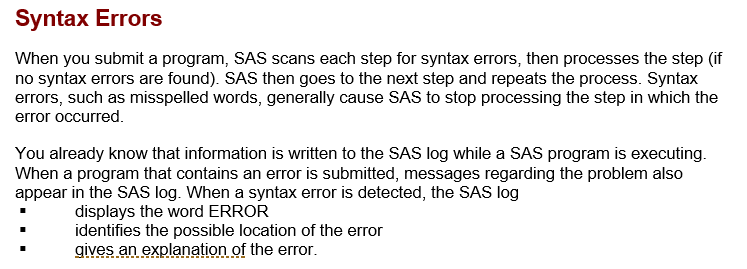 Syntax Errors
When you submit a program, SAS scans each step for syntax errors, then processes the step (if
no syntax errors are found). SAS then goes to the next step and repeats the process. Syntax
errors, such as misspelled words, generally cause SAS to stop processing the step in which the
error occurred.
You already know that information is written to the SAS log while a SAS program is executing.
When a program that contains an error is submitted, messages regarding the problem also
appear in the SAS log. When a syntax error is detected, the SAS log
▪ displays the word ERROR
▪ identifies the possible location of the error
▪ gives an explanation of the error.